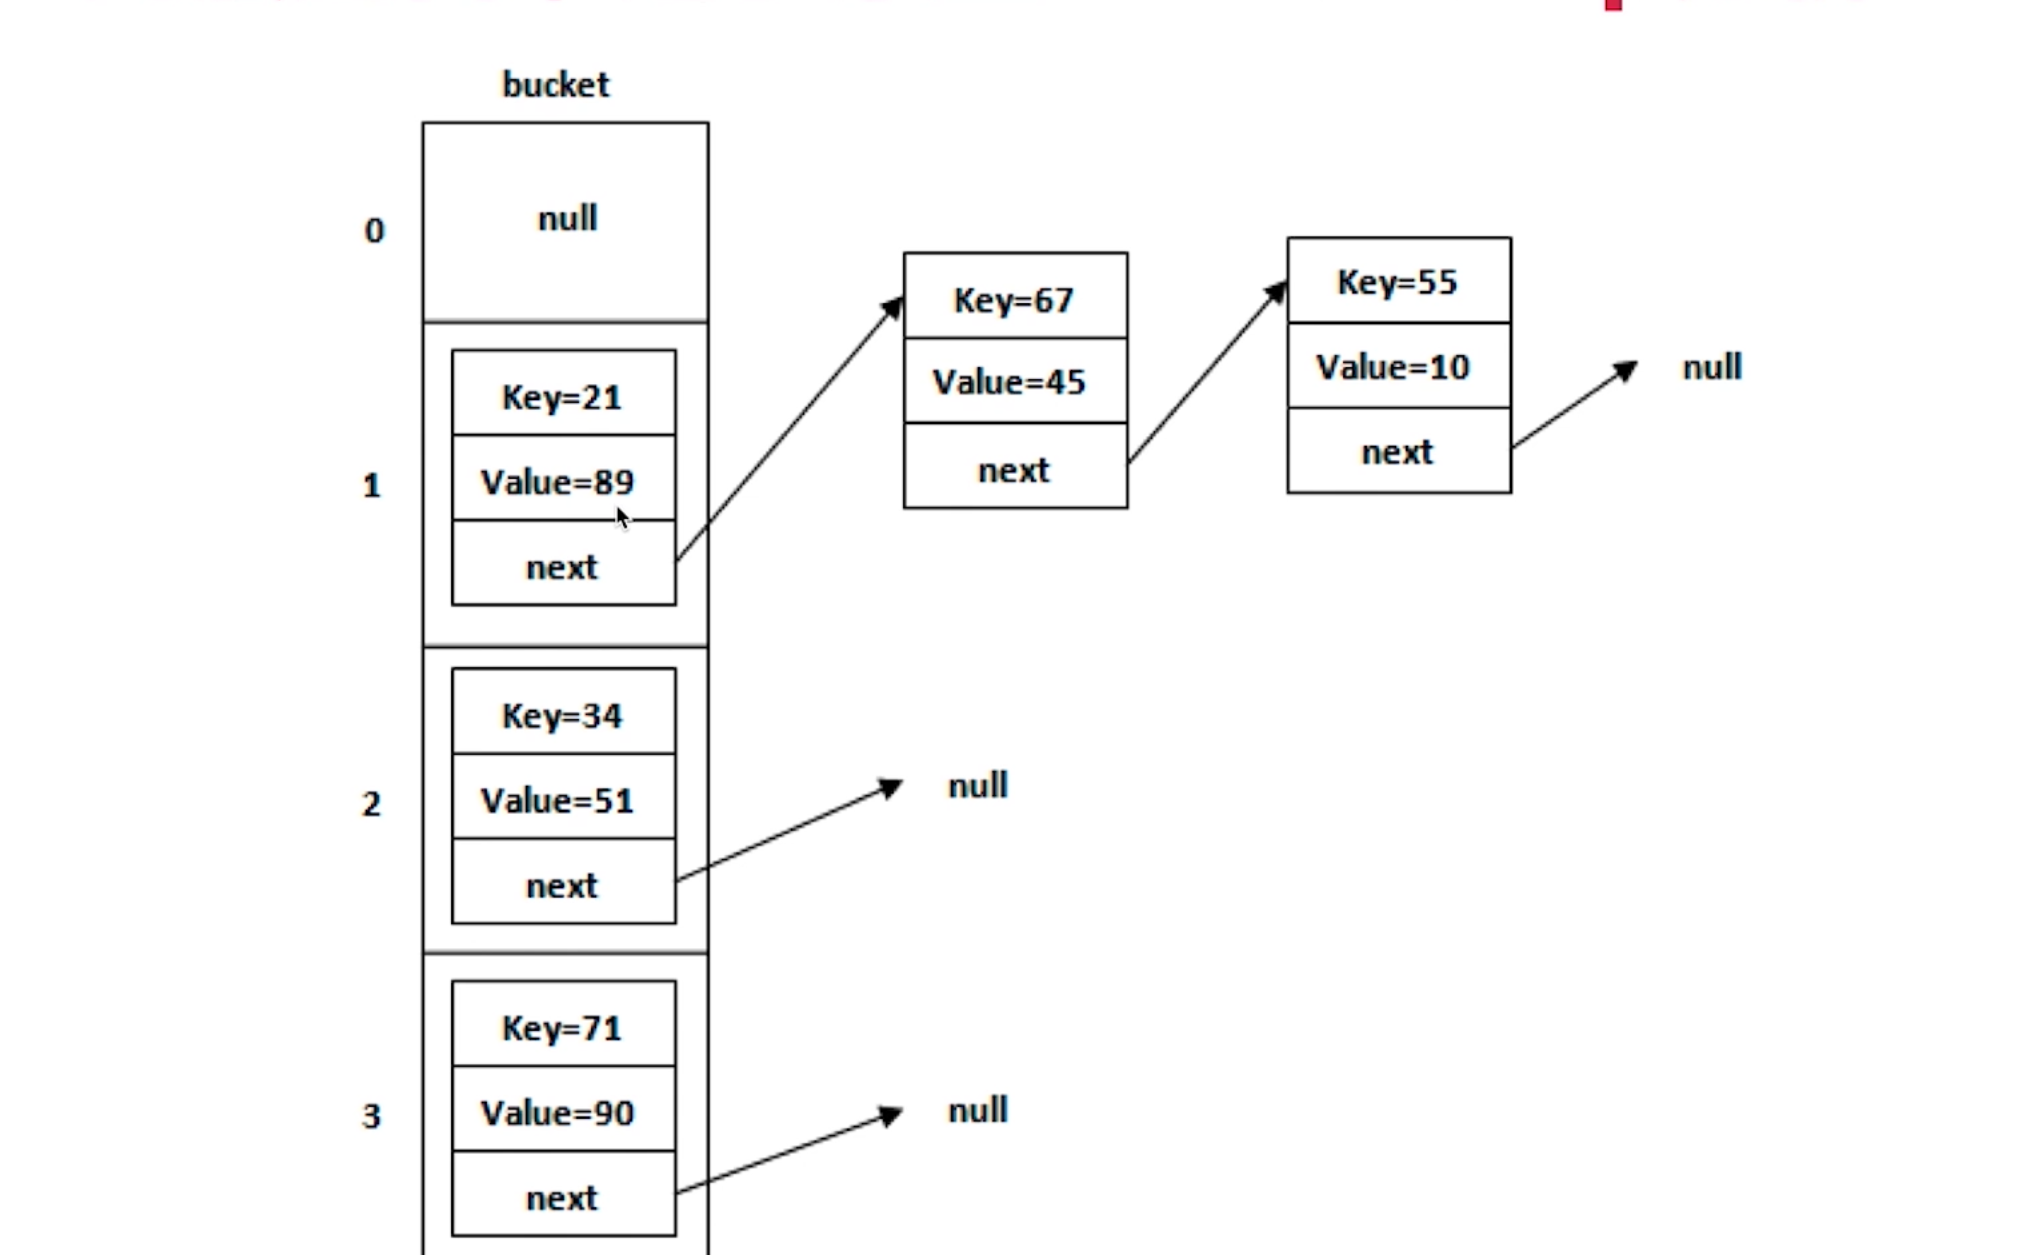 bucket
0
null
Key=21
1
Value=89
next
Key=67
Value=45
next
Key=55
Value=10
next
null
Key=34
2
Value=51
next
null
Key=71
3
Value=90
next
null